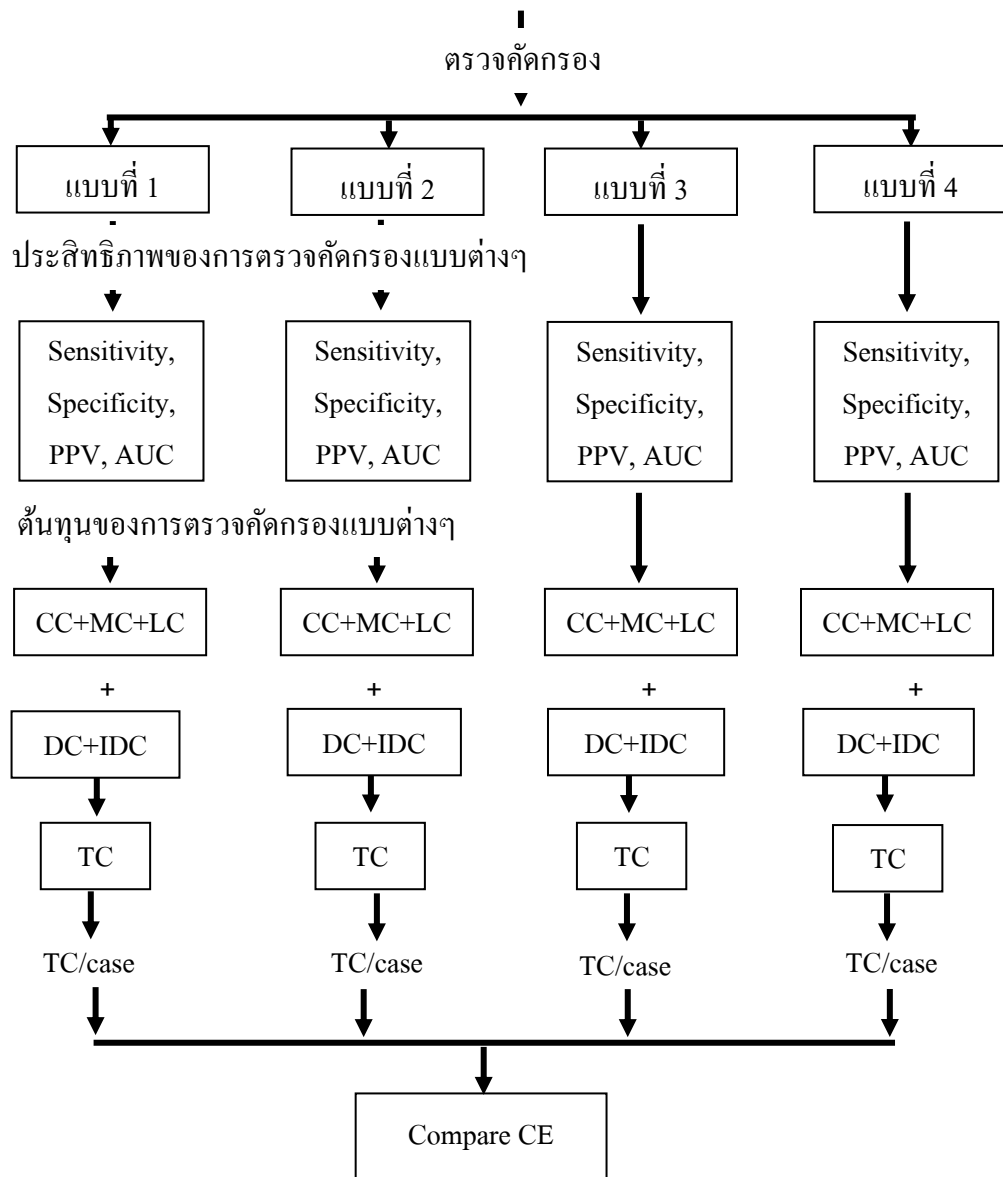 ตรวจคัดกรอง
แบบที่ 1 แบบที่ 2 แบบที่ 3 แบบที่ 4
ประสิทธิภาพของการตรวจคัดกรองแบบต่างๆ
Sensitivity, Sensitivity, Sensitivity, Sensitivity,
Specificity, Specificity, Specificity, Specificity,
PPV, AUC PPV, AUC PPV, AUC PPV, AUC
ต้นทุนของการตรวจคัดกรองแบบต่างๆ
CC+MC+LC CC+MC+LC CC+MC+LC CC+MC+LC
+ + + +
DC+IDC DC+IDC DC+IDC DC+IDC
TC TC TC TC
TC/case TC/case TC/case TC/case
Compare CE